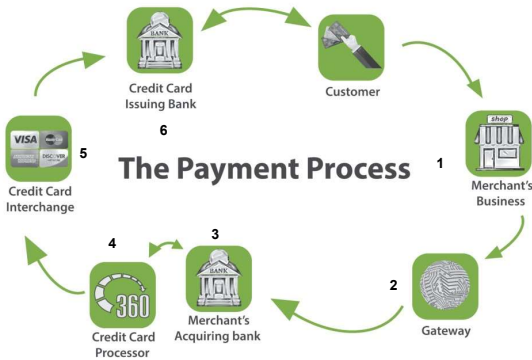 BANK
Credit Card
Issuing Bank
6
Customer
shop
1
Merchant's
Business
The Payment Process
VISA
DISCOVER
5
Credit Card
Interchange
4
360
Credit Card
Processor
3
BANK
Merchant's
Acquiring bank
2
Gateway